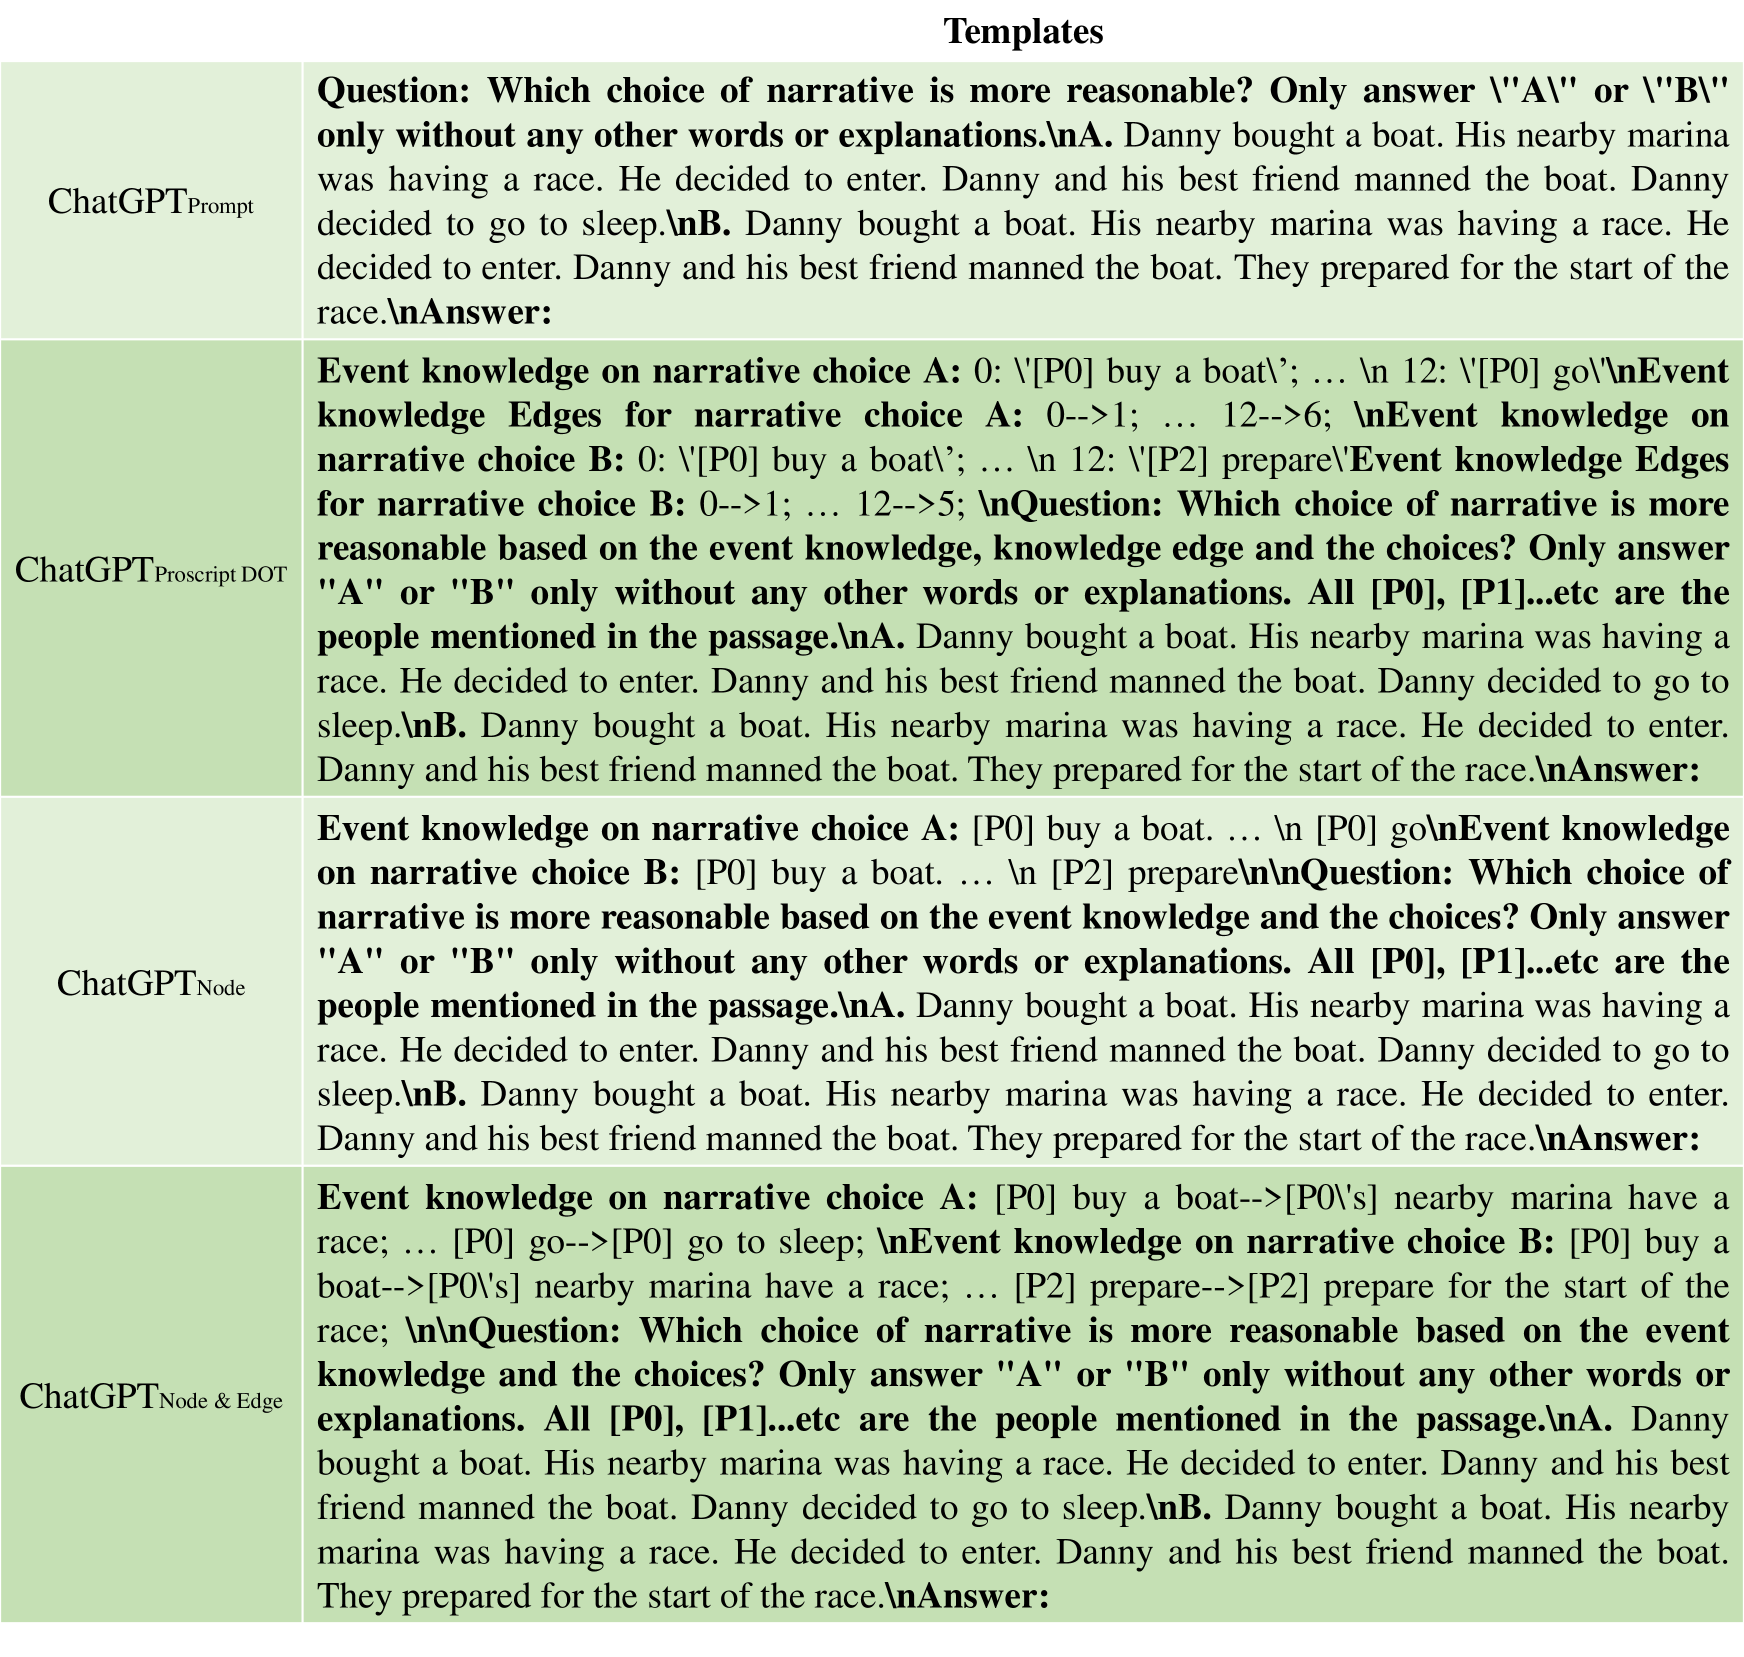 Templates
ChatGPTPrompt
Question: Which choice of narrative is more reasonable? Only answer \"A\" or \"B\"
only without any other words or explanations.\nA. Danny bought a boat. His nearby marina
was having a race. He decided to enter. Danny and his best friend manned the boat. Danny
decided to go to sleep.\nB. Danny bought a boat. His nearby marina was having a race. He
decided to enter. Danny and his best friend manned the boat. They prepared for the start of the
race.\nAnswer:
ChatGPTProscript DOT
Event knowledge on narrative choice A: 0: \'[P0] buy a boat\’; … \n 12: \'[P0] go\'\nEvent
knowledge Edges for narrative choice A: 0-->1; … 12-->6; \nEvent knowledge on
narrative choice B: 0: \'[P0] buy a boat\’; … \n 12: \'[P2] prepare\'Event knowledge Edges
for narrative choice B: 0-->1; … 12-->5; \nQuestion: Which choice of narrative is more
reasonable based on the event knowledge, knowledge edge and the choices? Only answer
"A" or "B" only without any other words or explanations. All [P0], [P1]...etc are the
people mentioned in the passage.\nA. Danny bought a boat. His nearby marina was having a
race. He decided to enter. Danny and his best friend manned the boat. Danny decided to go to
sleep.\nB. Danny bought a boat. His nearby marina was having a race. He decided to enter.
Danny and his best friend manned the boat. They prepared for the start of the race.\nAnswer:
ChatGPTNode
Event knowledge on narrative choice A: [P0] buy a boat. … \n [P0] go\nEvent knowledge
on narrative choice B: [P0] buy a boat. … \n [P2] prepare\n\nQuestion: Which choice of
narrative is more reasonable based on the event knowledge and the choices? Only answer
"A" or "B" only without any other words or explanations. All [P0], [P1]...etc are the
people mentioned in the passage.\nA. Danny bought a boat. His nearby marina was having a
race. He decided to enter. Danny and his best friend manned the boat. Danny decided to go to
sleep.\nB. Danny bought a boat. His nearby marina was having a race. He decided to enter.
Danny and his best friend manned the boat. They prepared for the start of the race.\nAnswer:
ChatGPTNode & Edge
Event knowledge on narrative choice A: [P0] buy a boat-->[P0\'s] nearby marina have a
race; … [P0] go-->[P0] go to sleep; \nEvent knowledge on narrative choice B: [P0] buy a
boat-->[P0\'s] nearby marina have a race; … [P2] prepare-->[P2] prepare for the start of the
race; \n\nQuestion: Which choice of narrative is more reasonable based on the event
knowledge and the choices? Only answer "A" or "B" only without any other words or
explanations. All [P0], [P1]...etc are the people mentioned in the passage.\nA. Danny
bought a boat. His nearby marina was having a race. He decided to enter. Danny and his best
friend manned the boat. Danny decided to go to sleep.\nB. Danny bought a boat. His nearby
marina was having a race. He decided to enter. Danny and his best friend manned the boat.
They prepared for the start of the race.\nAnswer: